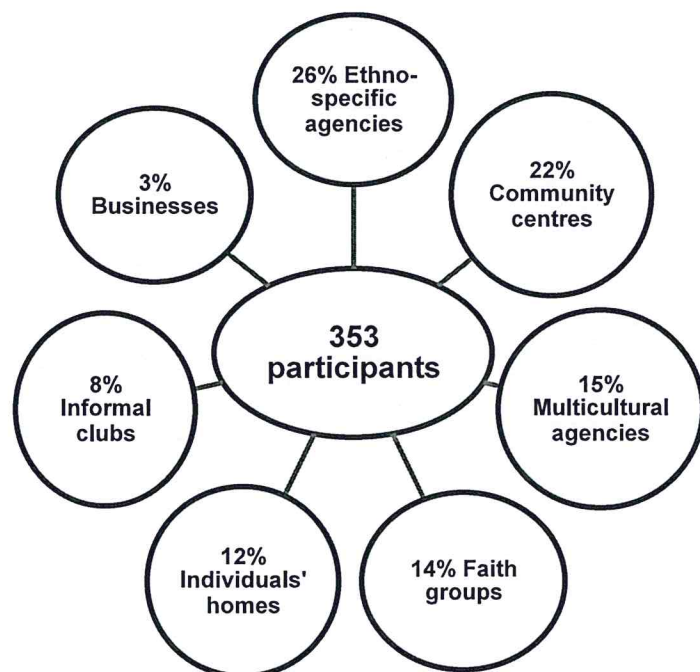 26% Ethno-
specific
agencies
22%
Community
centres
15%
Multicultural
agencies
14% Faith
groups
12%
Individuals'
homes
8%
Informal
clubs
3%
Businesses
353
participants